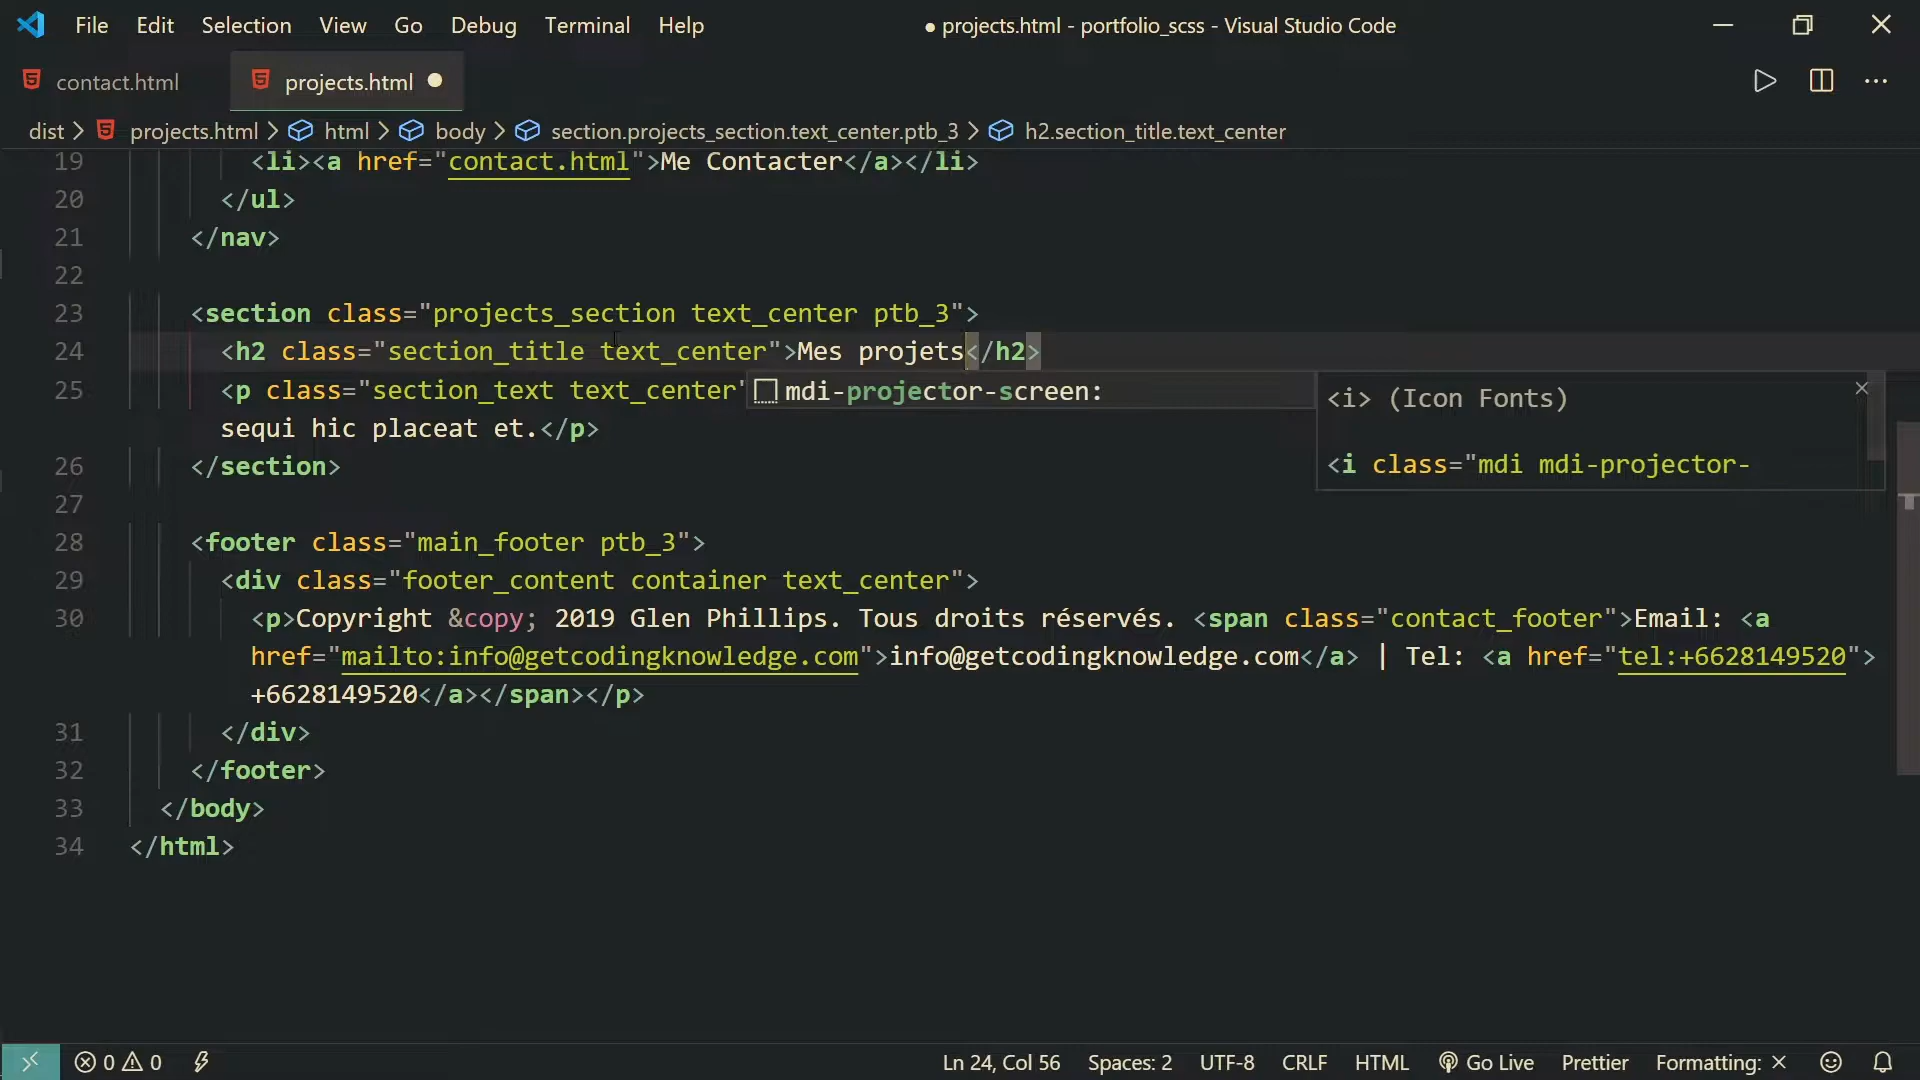 File Edit Selection View Go Debug Terminal Help ● projects.html - portfolio_scss - Visual Studio Code
contact.html projects.html
dist > projects.html > html > body > section.projects_section.text_center.ptb_3 > h2.section_title.text_center
19 <li><a href="contact.html">Me Contacter</a></li>
20 </ul>
21 </nav>
22
23 <section class="projects_section text_center ptb_3">
24 <h2 class="section_title text_center">Mes projets</h2>
25 <p class="section_text text_center"
mdi-projector-screen:
<i> (Icon Fonts)
sequi hic placeat et.</p>
<i class="mdi mdi-projector-
26 </section>
27
28 <footer class="main_footer ptb_3">
29 <div class="footer_content container text_center">
30 <p>Copyright &copy; 2019 Glen Phillips. Tous droits réservés. <span class="contact_footer">Email: <a
href="mailto:info@getcodingknowledge.com">info@getcodingknowledge.com</a> | Tel: <a href="tel:+6628149520">
+6628149520</a></span></p>
31 </div>
32 </footer>
33 </body>
34 </html>
0 0 Ln 24, Col 56 Spaces: 2 UTF-8 CRLF HTML Go Live Prettier Formatting: ×